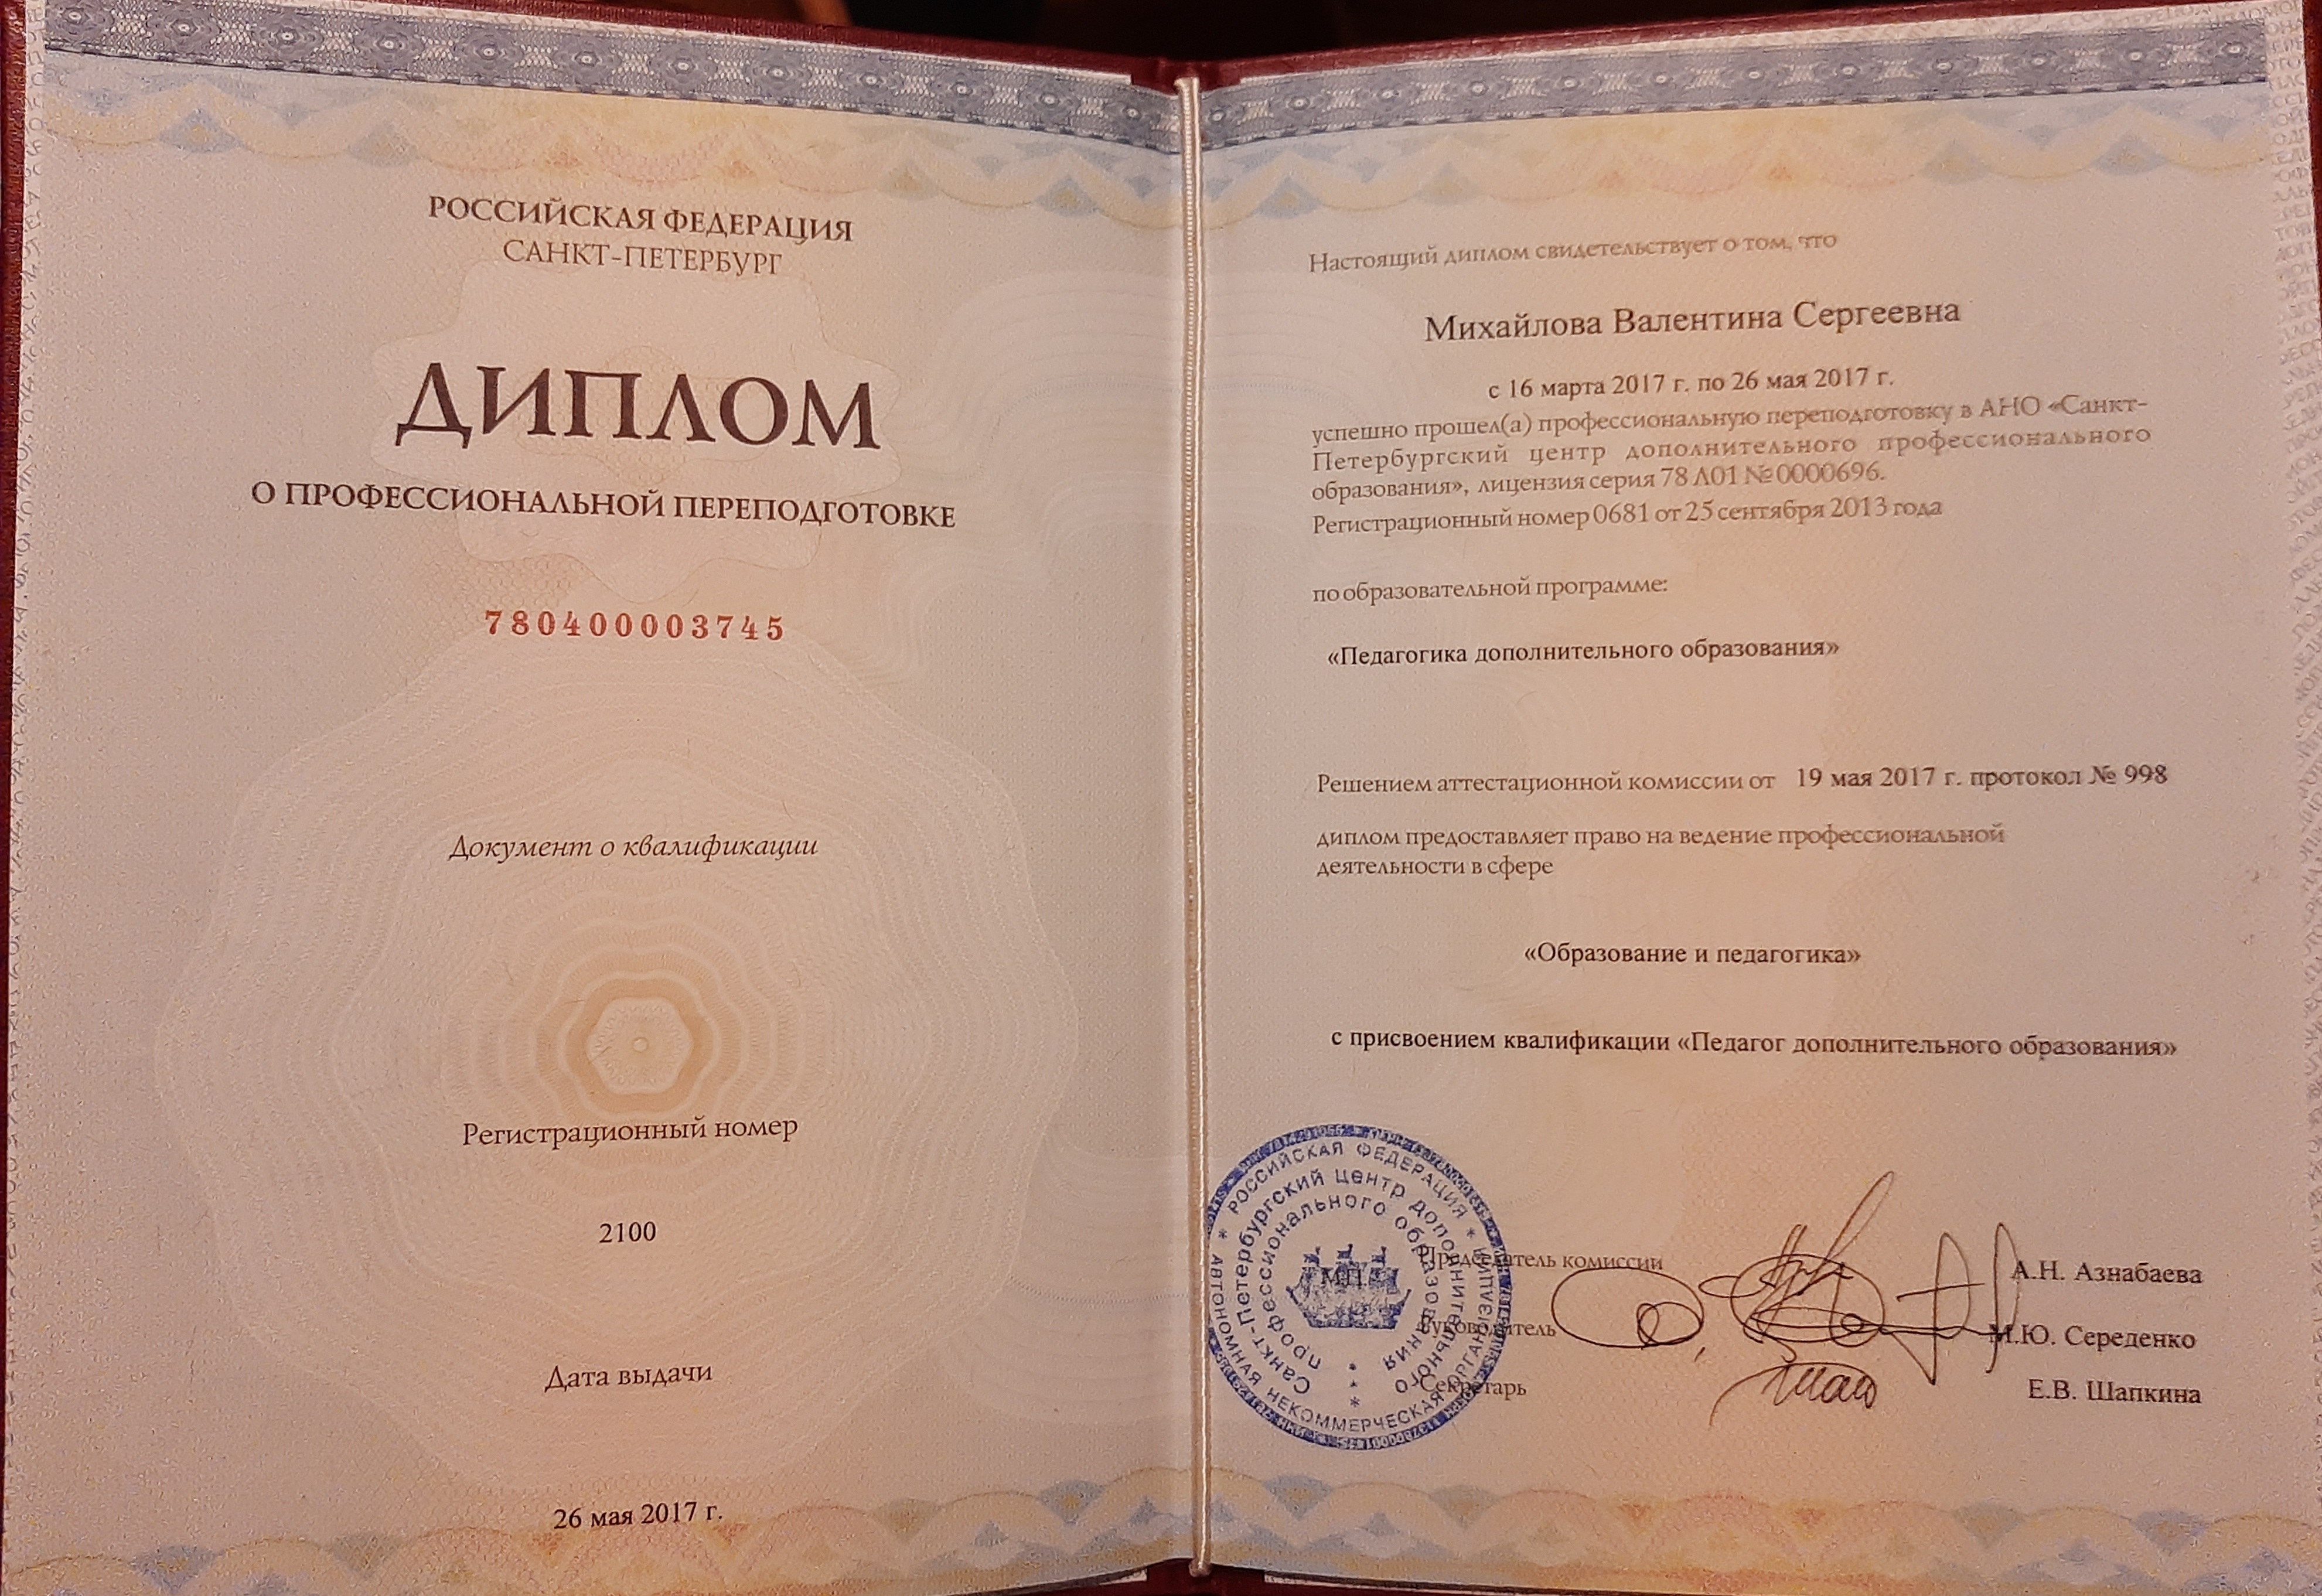 РОССИЙСКАЯ ФЕДЕРАЦИЯ
САНКТ-ПЕТЕРБУРГ
ДИПЛОМ
О ПРОФЕССИОНАЛЬНОЙ ПЕРЕПОДГОТОВКЕ
780400003745
Документ о квалификации
Регистрационный номер
2100
Дата выдачи
26 мая 2017 г.
Настоящий диплом свидетельствует о том, что
Михайлова Валентина Сергеевна
с 16 марта 2017 г. по 26 мая 2017 г.
успешно прошел(а) профессиональную переподготовку в АНО «Санкт-
Петербургский центр дополнительного профессионального
образования», лицензия серия 78 Л01 №0000696.
Регистрационный номер 0681 от 25 сентября 2013 года
по образовательной программе:
«Педагогика дополнительного образования»
Решением аттестационной комиссии от 19 мая 2017 г. протокол № 998
диплом предоставляет право на ведение профессиональной
деятельности в сфере
«Образование и педагогика»
с присвоением квалификации «Педагог дополнительного образования»
Председатель комиссии А.Н. Азнабаева
М.П.
Руководитель М.Ю. Середенко
Секретарь Е.В. Шапкина
* РОССИЙСКАЯ ФЕДЕРАЦИЯ *
АВТОНОМНАЯ НЕКОММЕРЧЕСКАЯ ОРГАНИЗАЦИЯ
Санкт-Петербургский центр дополнительного
профессионального образования